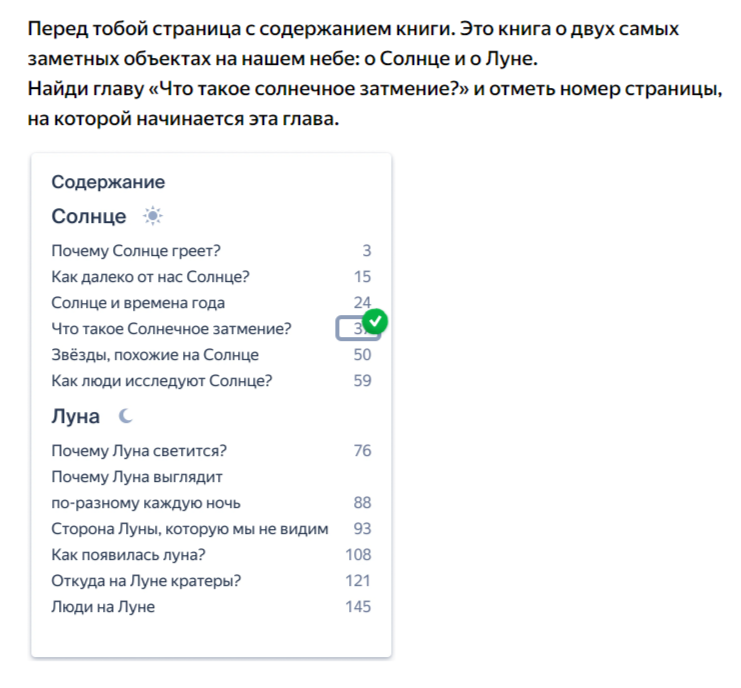 Перед тобой страница с содержанием книги. Это книга о двух самых
заметных объектах на нашем небе: о Солнце и о Луне.
Найди главу «Что такое солнечное затмение?» и отметь номер страницы,
на которой начинается эта глава.
Содержание
Солнце
Почему Солнце греет? 3
Как далеко от нас Солнце? 15
Солнце и времена года 24
Что такое Солнечное затмение?
Звёзды, похожие на Солнце 50
Как люди исследуют Солнце? 59
Луна
Почему Луна светится? 76
Почему Луна выглядит
по-разному каждую ночь 88
Сторона Луны, которую мы не видим 93
Как появилась луна? 108
Откуда на Луне кратеры? 121
Люди на Луне 145